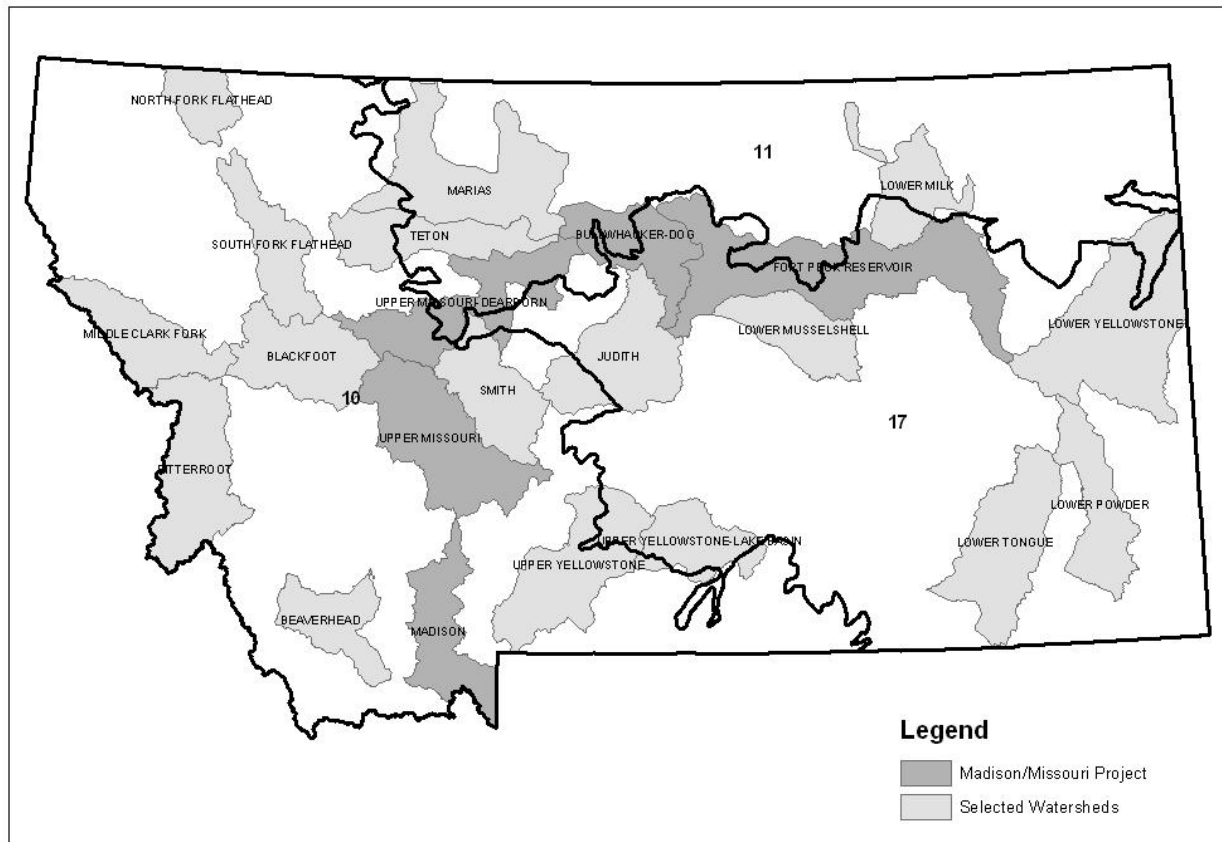 NORTH FORK FLATHEAD
11
MARIAS
LOWER MILK
TETON
BULLWHACKER-DOG
SOUTH FORK FLATHEAD
FORT PECK RESERVOIR
UPPER MISSOURI-DEARBORN
MIDDLE CLARK FORK
LOWER MUSSELSHELL
LOWER YELLOWSTONE
BLACKFOOT
JUDITH
SMITH
10
17
UPPER MISSOURI
BITTERROOT
LOWER POWDER
UPPER YELLOWSTONE-LAKE BASIN
LOWER TONGUE
UPPER YELLOWSTONE
BEAVERHEAD
MADISON
Legend
Madison/Missouri Project
Selected Watersheds